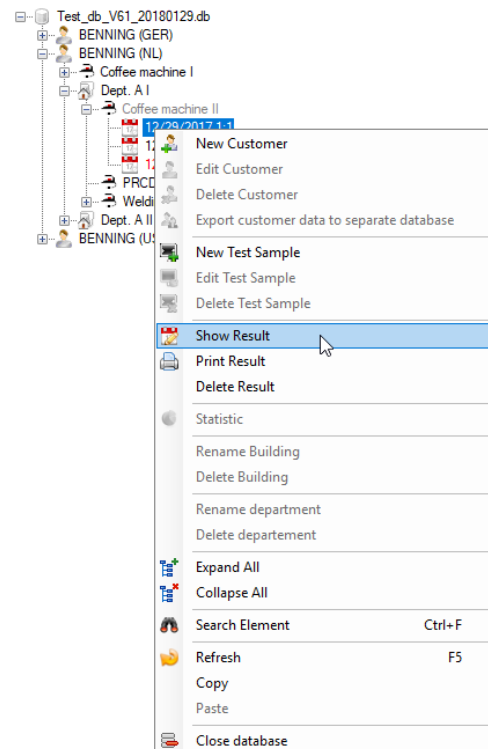 Test_db_V61_20180129.db
BENNING (GER)
BENNING (NL)
Coffee machine I
Dept. A I
Coffee machine II
12/29/2017 1:1
PRCD
Dept. A II
BENNING (U
New Customer
Edit Customer
Delete Customer
Export customer data to separate database
New Test Sample
Edit Test Sample
Delete Test Sample
Show Result
Print Result
Delete Result
Statistic
Rename Building
Delete Building
Rename department
Delete departement
Expand All
Collapse All
Search Element Ctrl+F
Refresh F5
Copy
Paste
Close database